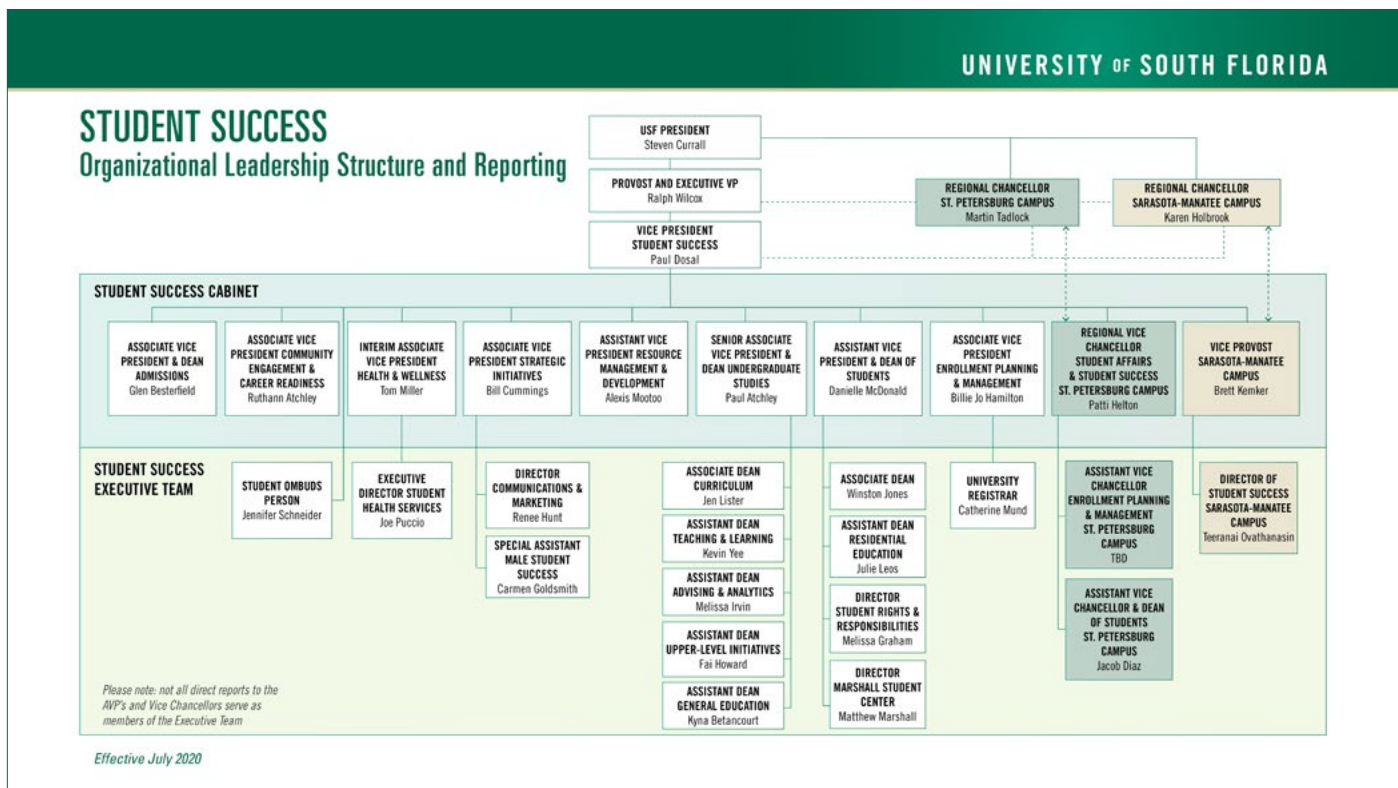 UNIVERSITY OF SOUTH FLORIDA
STUDENT SUCCESS
Organizational Leadership Structure and Reporting
USF PRESIDENT
Steven Currall
PROVOST AND EXECUTIVE VP
Ralph Wilcox
VICE PRESIDENT
STUDENT SUCCESS
Paul Dosal
REGIONAL CHANCELLOR
ST. PETERSBURG CAMPUS
Martin Tadlock
REGIONAL CHANCELLOR
SARASOTA-MANATEE CAMPUS
Karen Holbrook
STUDENT SUCCESS CABINET
ASSOCIATE VICE
PRESIDENT & DEAN
ADMISSIONS
Glen Besterfield
ASSOCIATE VICE
PRESIDENT COMMUNITY
ENGAGEMENT &
CAREER READINESS
Ruthann Atchley
INTERIM ASSOCIATE
VICE PRESIDENT
HEALTH & WELLNESS
Tom Miller
ASSOCIATE VICE
PRESIDENT STRATEGIC
INITIATIVES
Bill Cummings
ASSISTANT VICE
PRESIDENT RESOURCE
MANAGEMENT &
DEVELOPMENT
Alexis Mootoo
SENIOR ASSOCIATE
VICE PRESIDENT &
DEAN UNDERGRADUATE
STUDIES
Paul Atchley
ASSISTANT VICE
PRESIDENT & DEAN OF
STUDENTS
Danielle McDonald
ASSOCIATE VICE
PRESIDENT
ENROLLMENT PLANNING
& MANAGEMENT
Billie Jo Hamilton
REGIONAL VICE
CHANCELLOR
STUDENT AFFAIRS
& STUDENT SUCCESS
ST. PETERSBURG CAMPUS
Patti Helton
VICE PROVOST
SARASOTA-MANATEE
CAMPUS
Brett Kemker
STUDENT SUCCESS
EXECUTIVE TEAM
STUDENT OMBUDS
PERSON
Jennifer Schneider
EXECUTIVE
DIRECTOR STUDENT
HEALTH SERVICES
Joe Puccio
DIRECTOR
COMMUNICATIONS &
MARKETING
Renee Hunt
SPECIAL ASSISTANT
MALE STUDENT
SUCCESS
Carmen Goldsmith
ASSOCIATE DEAN
CURRICULUM
Jen Lister
ASSISTANT DEAN
TEACHING & LEARNING
Kevin Yee
ASSISTANT DEAN
ADVISING & ANALYTICS
Melissa Irvin
ASSISTANT DEAN
UPPER-LEVEL INITIATIVES
Fai Howard
ASSISTANT DEAN
GENERAL EDUCATION
Kyna Betancourt
ASSOCIATE DEAN
Winston Jones
ASSISTANT DEAN
RESIDENTIAL
EDUCATION
Julie Leos
DIRECTOR
STUDENT RIGHTS &
RESPONSIBILITIES
Melissa Graham
DIRECTOR
MARSHALL STUDENT
CENTER
Matthew Marshall
UNIVERSITY
REGISTRAR
Catherine Mund
ASSISTANT VICE
CHANCELLOR
ENROLLMENT PLANNING
& MANAGEMENT
ST. PETERSBURG
CAMPUS
TBD
ASSISTANT VICE
CHANCELLOR & DEAN
OF STUDENTS
ST. PETERSBURG
CAMPUS
Jacob Diaz
DIRECTOR OF
STUDENT SUCCESS
SARASOTA-MANATEE
CAMPUS
Teeranai Ovathanasin
Please note: not all direct reports to the
AVP's and Vice Chancellors serve as
members of the Executive Team
Effective July 2020